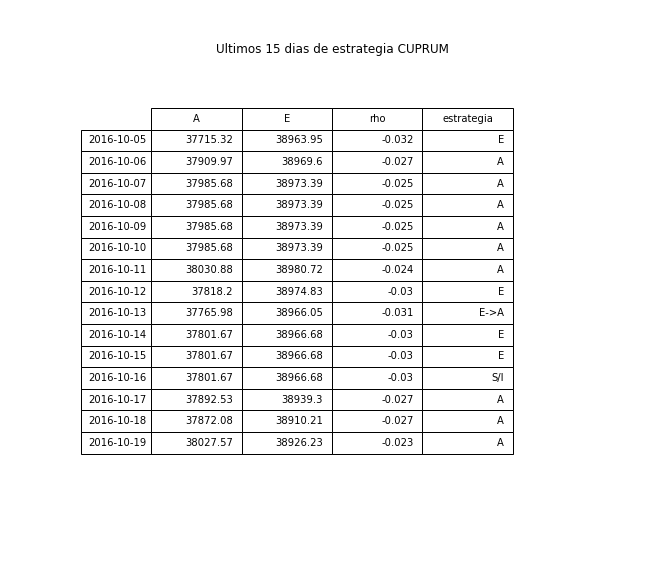 Ultimos 15 dias de estrategia CUPRUM
A E rho estrategia
2016-10-05 37715.32 38963.95 -0.032 E
2016-10-06 37909.97 38969.6 -0.027 A
2016-10-07 37985.68 38973.39 -0.025 A
2016-10-08 37985.68 38973.39 -0.025 A
2016-10-09 37985.68 38973.39 -0.025 A
2016-10-10 37985.68 38973.39 -0.025 A
2016-10-11 38030.88 38980.72 -0.024 A
2016-10-12 37818.2 38974.83 -0.03 E
2016-10-13 37765.98 38966.05 -0.031 E->A
2016-10-14 37801.67 38966.68 -0.03 E
2016-10-15 37801.67 38966.68 -0.03 E
2016-10-16 37801.67 38966.68 -0.03 S/I
2016-10-17 37892.53 38939.3 -0.027 A
2016-10-18 37872.08 38910.21 -0.027 A
2016-10-19 38027.57 38926.23 -0.023 A